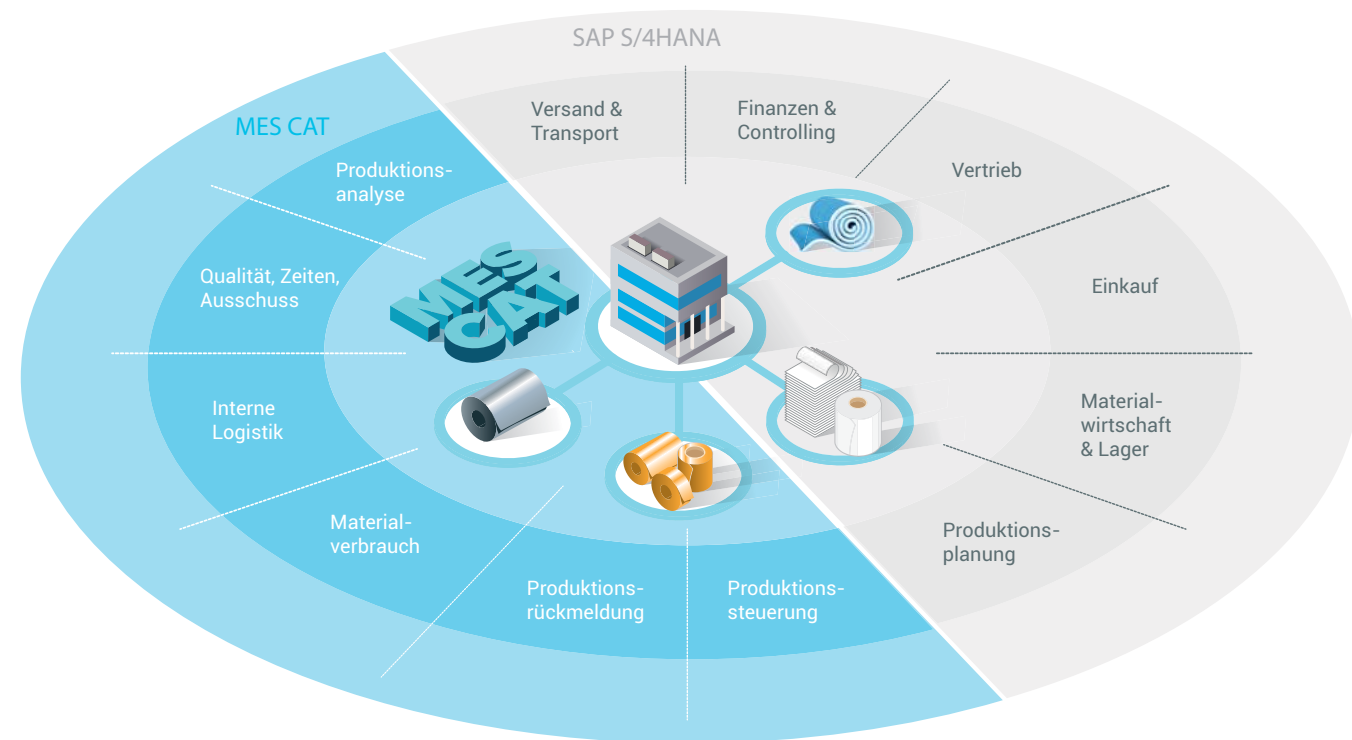 SAP S/4HANA
Versand &
Transport
Finanzen &
Controlling
Vertrieb
Einkauf
Material-
wirtschaft
& Lager
Produktions-
planung
MES CAT
Produktions-
analyse
Qualität, Zeiten,
Ausschuss
Interne
Logistik
Material-
verbrauch
Produktions-
rückmeldung
Produktions-
steuerung
MES
CAT